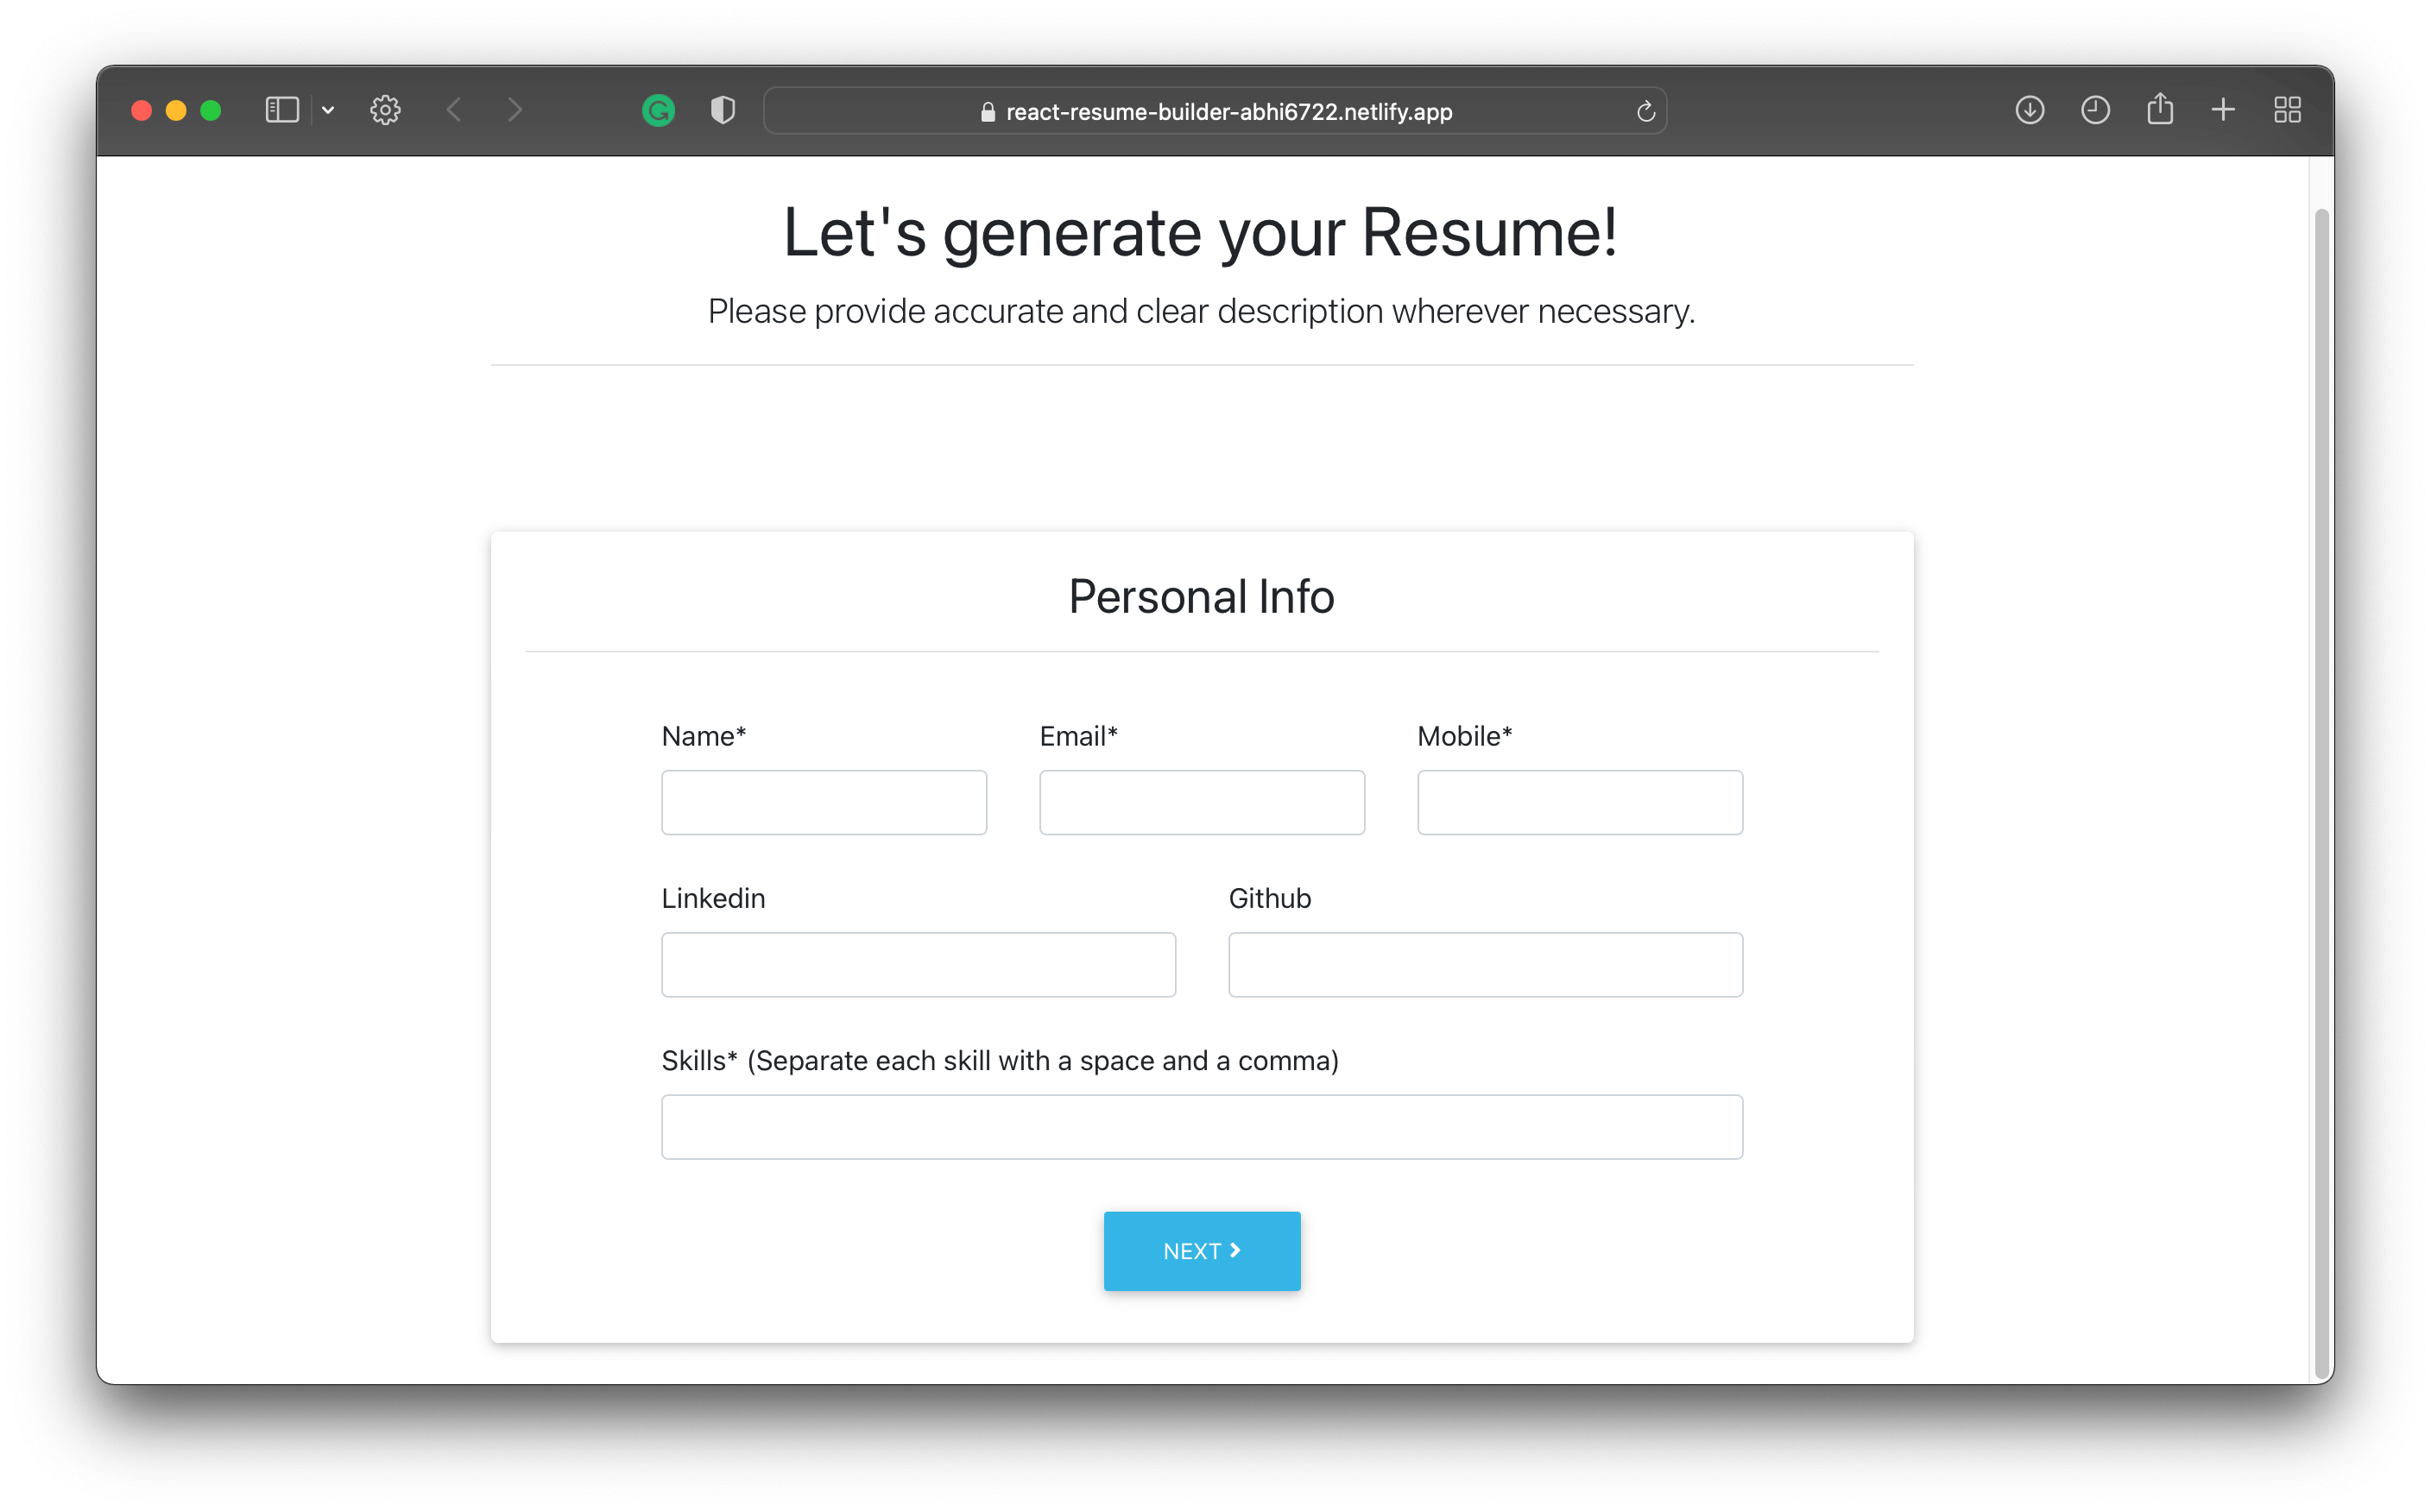 react-resume-builder-abhi6722.netlify.app
Let's generate your Resume!
Please provide accurate and clear description wherever necessary.
Personal Info
Name* Email* Mobile*
Linkedin Github
Skills* (Separate each skill with a space and a comma)
NEXT